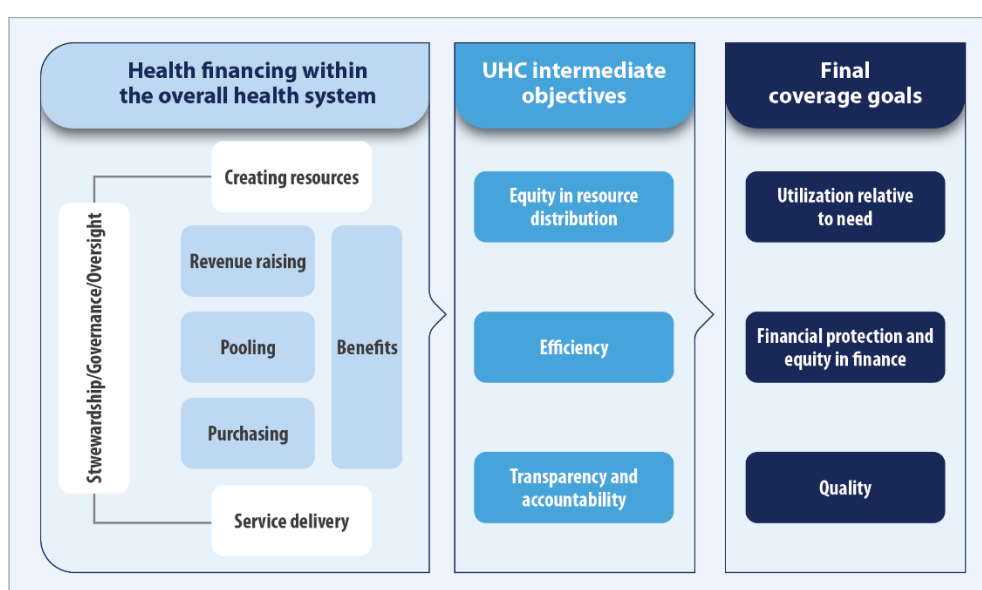 Health financing within
the overall health system
Creating resources
Stwewardship/Governance/Oversight
Revenue raising
Pooling
Benefits
Purchasing
Service delivery
UHC intermediate
objectives
Equity in resource
distribution
Efficiency
Transparency and
accountability
Final
coverage goals
Utilization relative
to need
Financial protection and
equity in finance
Quality